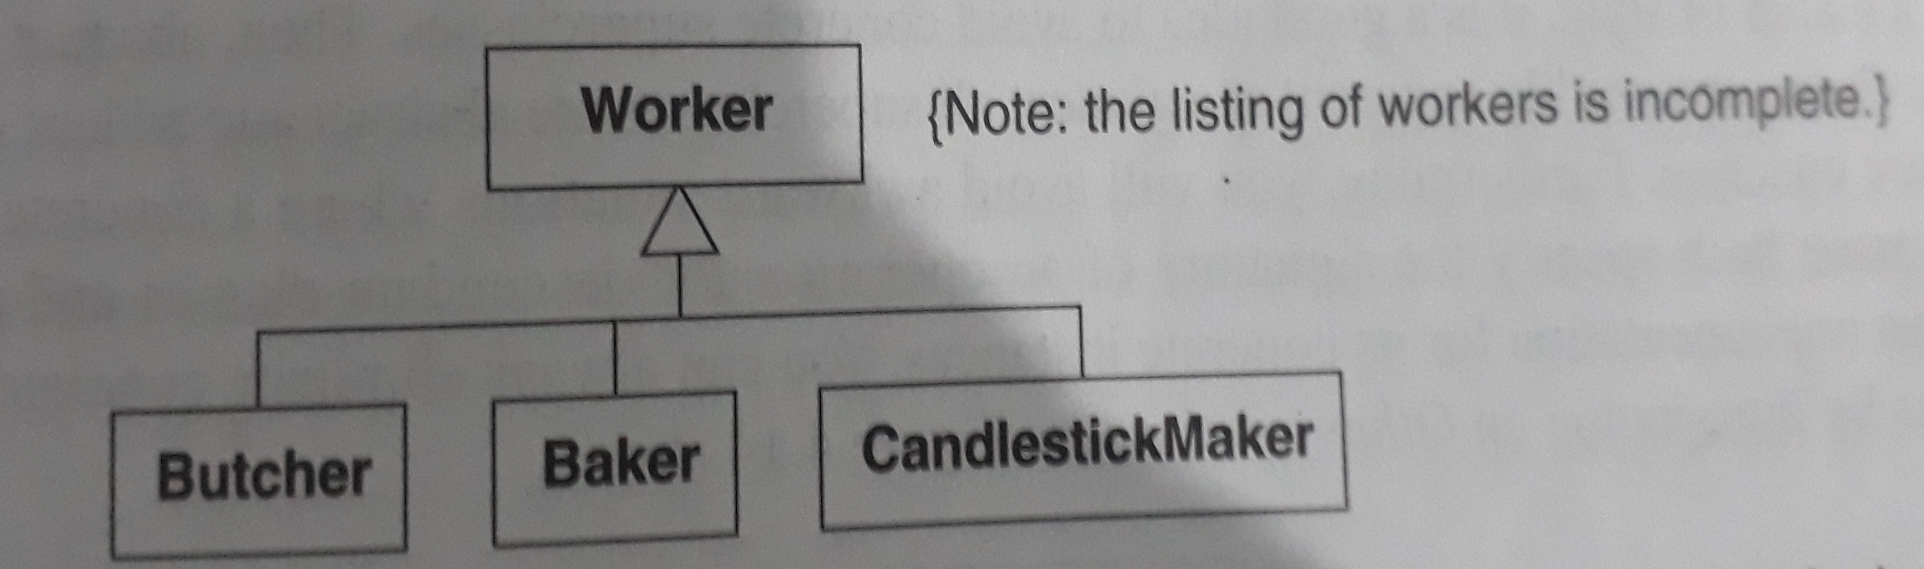 Worker
{Note: the listing of workers is incomplete.}
Butcher
Baker
CandlestickMaker